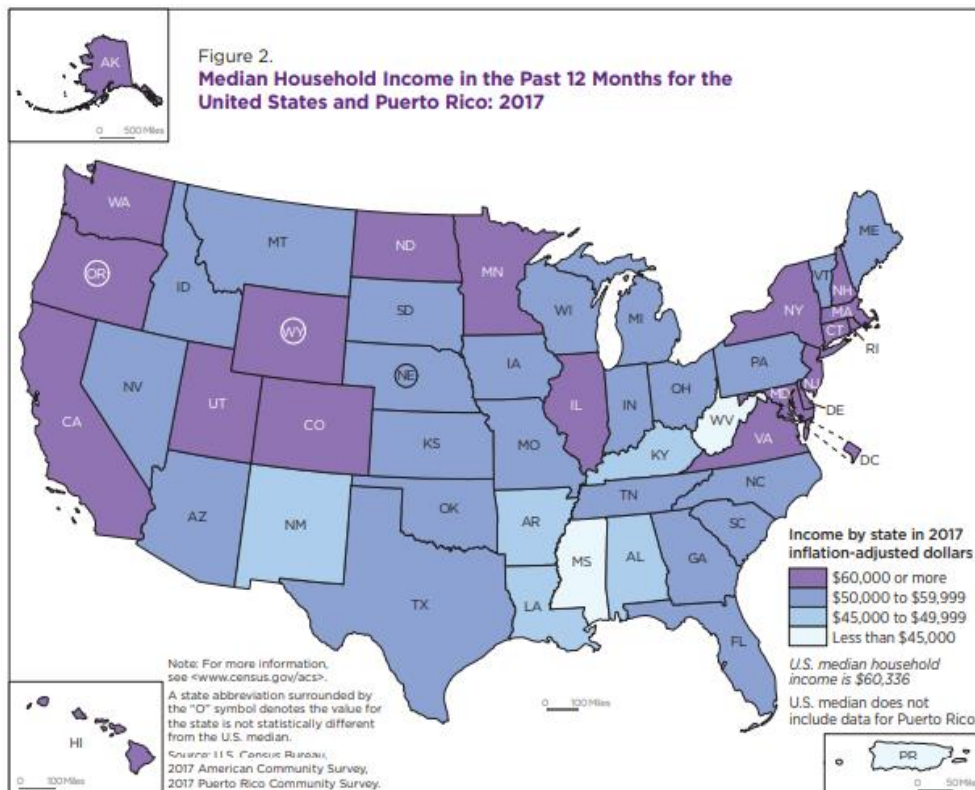 Figure 2.
Median Household Income in the Past 12 Months for the
United States and Puerto Rico: 2017
AK
0 500 Miles
WA
OR
CA
ID
NV
MT
WY
UT
AZ
CO
NM
ND
SD
NE
KS
OK
TX
MN
IA
MO
AR
LA
WI
IL
MI
IN
OH
KY
TN
MS
AL
GA
FL
SC
NC
VA
WV
PA
NY
ME
VT
NH
MA
CT
RI
NJ
DE
MD
DC
Income by state in 2017
inflation-adjusted dollars
$60,000 or more
$50,000 to $59,999
$45,000 to $49,999
Less than $45,000
U.S. median household
income is $60,336
U.S. median does not
include data for Puerto Rico
Note: For more information,
see <www.census.gov/acs>.
A state abbreviation surrounded by
the "O" symbol denotes the value for
the state is not statistically different
from the U.S. median.
Source: U.S. Census Bureau,
2017 American Community Survey,
2017 Puerto Rico Community Survey.
0 100 Miles
HI
0 100 Miles
PR
0 50 Miles